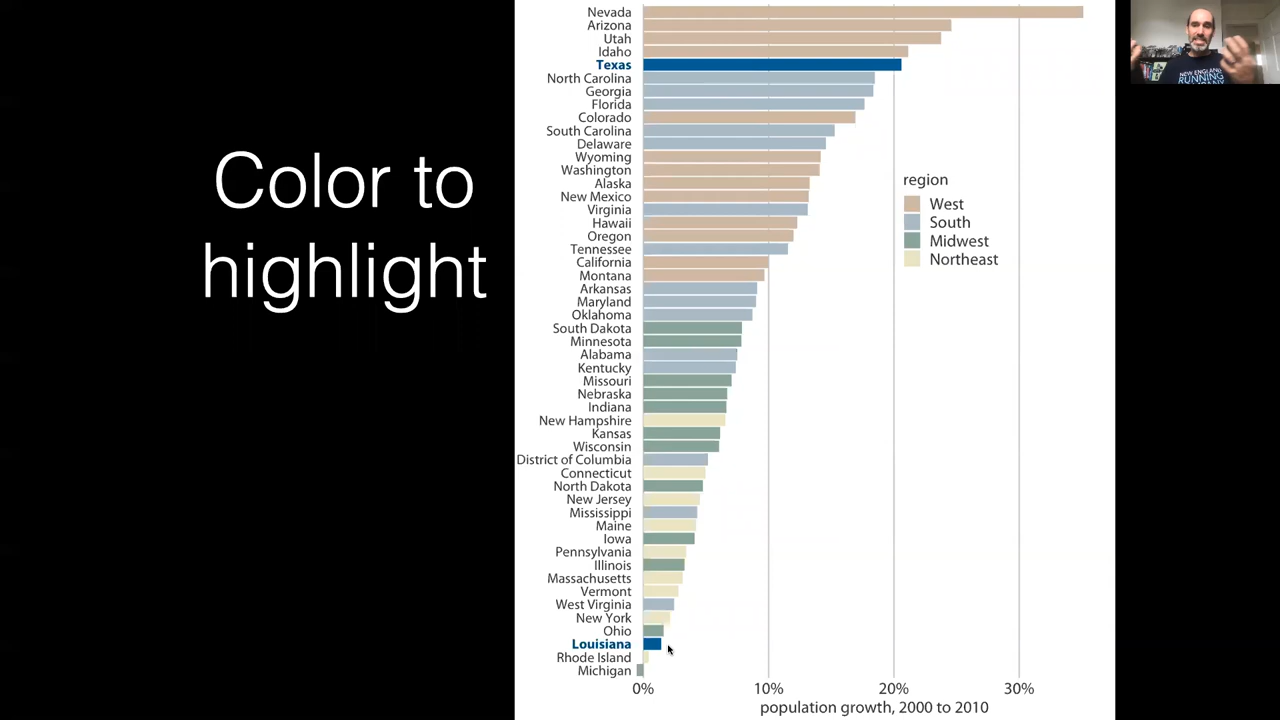 Color to
highlight
Nevada
Arizona
Utah
Idaho
Texas
North Carolina
Georgia
Florida
Colorado
South Carolina
Delaware
Wyoming
Washington
Alaska
New Mexico
Virginia
Hawaii
Oregon
Tennessee
California
Montana
Arkansas
Maryland
Oklahoma
South Dakota
Minnesota
Alabama
Kentucky
Missouri
Nebraska
Indiana
New Hampshire
Kansas
Wisconsin
District of Columbia
Connecticut
North Dakota
New Jersey
Mississippi
Maine
Iowa
Pennsylvania
Illinois
Massachusetts
Vermont
West Virginia
New York
Ohio
Louisiana
Rhode Island
Michigan
0% 10% 20% 30%
population growth, 2000 to 2010
region
West
South
Midwest
Northeast
NEW ENGLAND
RUNNING